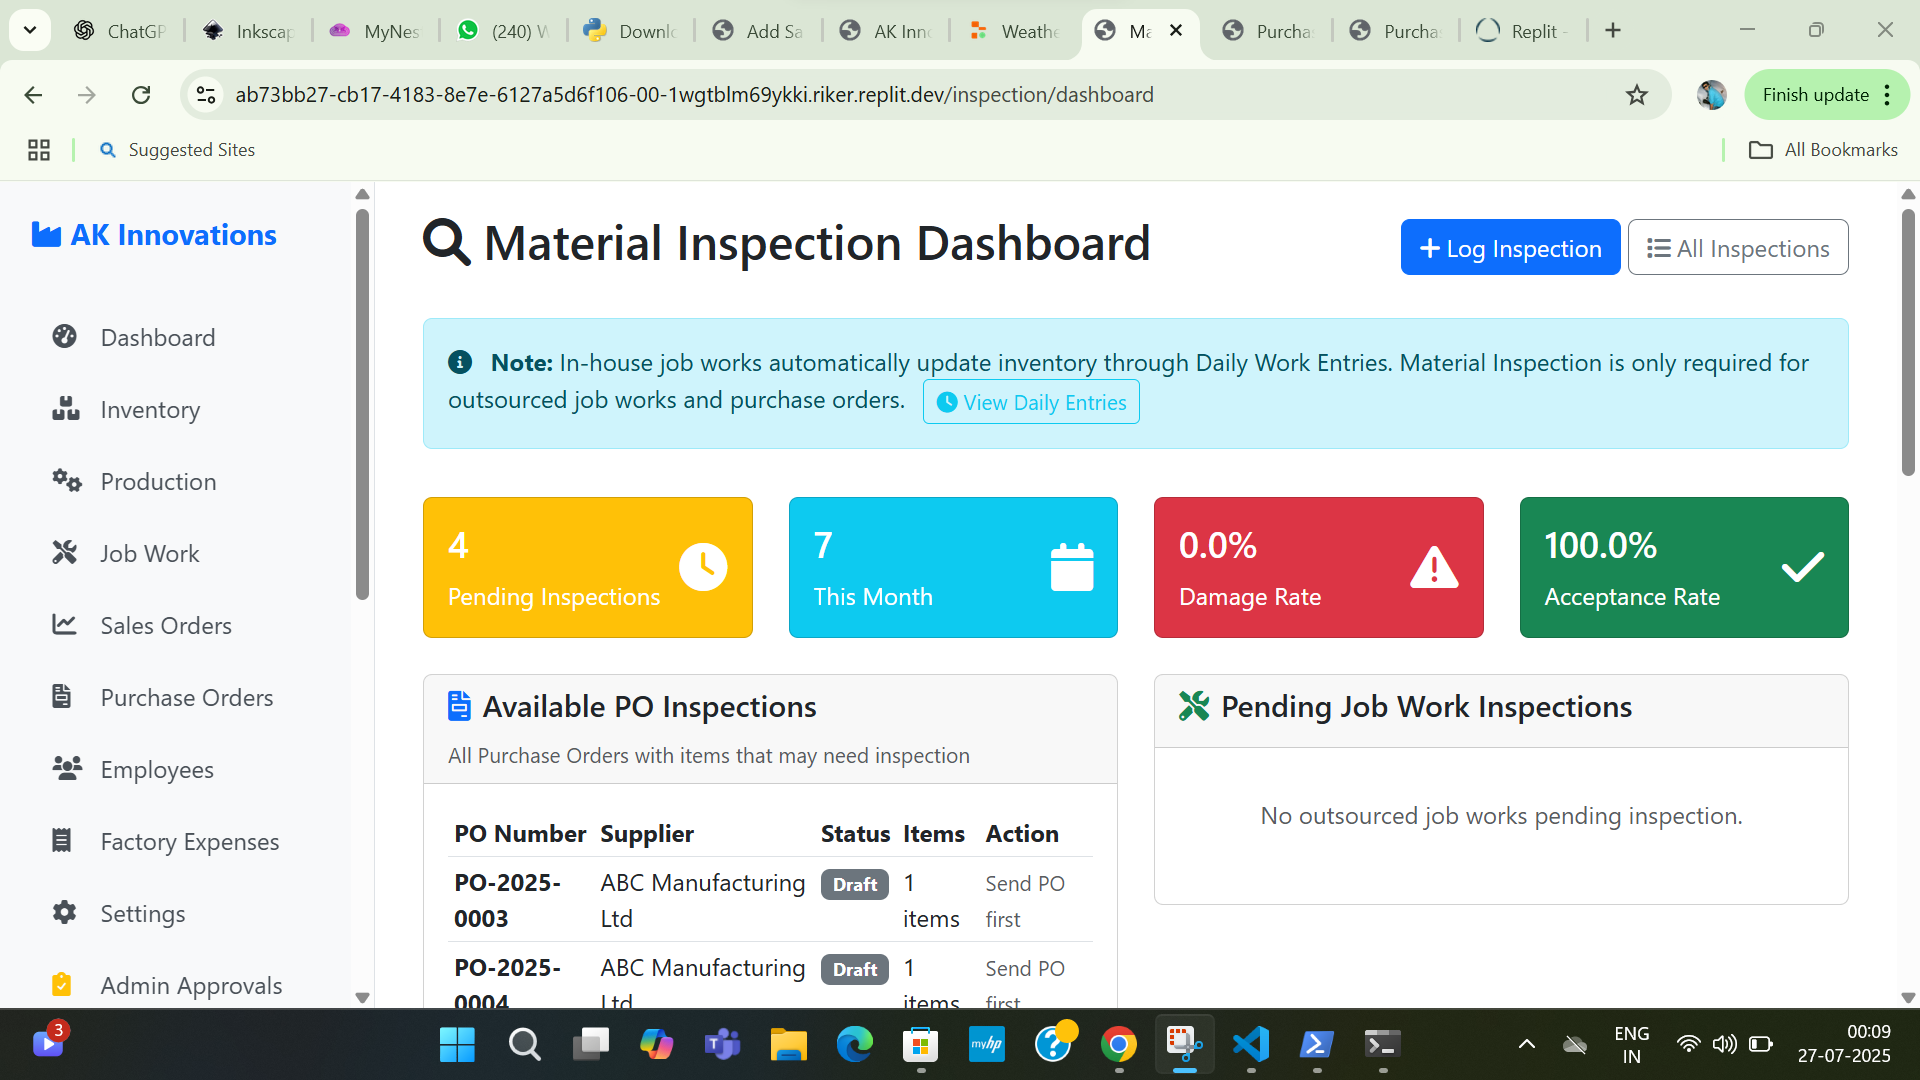 ChatGP
Inkscap
MyNes
(240) W
Downlo
Add Sa
AK Inn
Weathe
Ma
Purchas
Purchas
Replit -
ab73bb27-cb17-4183-8e7e-6127a5d6f106-00-1wgtblm69ykki.riker.replit.dev/inspection/dashboard
Finish update
Suggested Sites
All Bookmarks
AK Innovations
Dashboard
Inventory
Production
Job Work
Sales Orders
Purchase Orders
Employees
Factory Expenses
Settings
Admin Approvals
Material Inspection Dashboard
Log Inspection
All Inspections
Note: In-house job works automatically update inventory through Daily Work Entries. Material Inspection is only required for
outsourced job works and purchase orders. View Daily Entries
4
Pending Inspections
7
This Month
0.0%
Damage Rate
100.0%
Acceptance Rate
Available PO Inspections
All Purchase Orders with items that may need inspection
PO Number Supplier Status Items Action
PO-2025- ABC Manufacturing Draft 1 Send PO
0003 Ltd items first
PO-2025- ABC Manufacturing Draft 1 Send PO
0004 Ltd items first
Pending Job Work Inspections
No outsourced job works pending inspection.
3
T
myhp
?
ENG
IN
00:09
27-07-2025